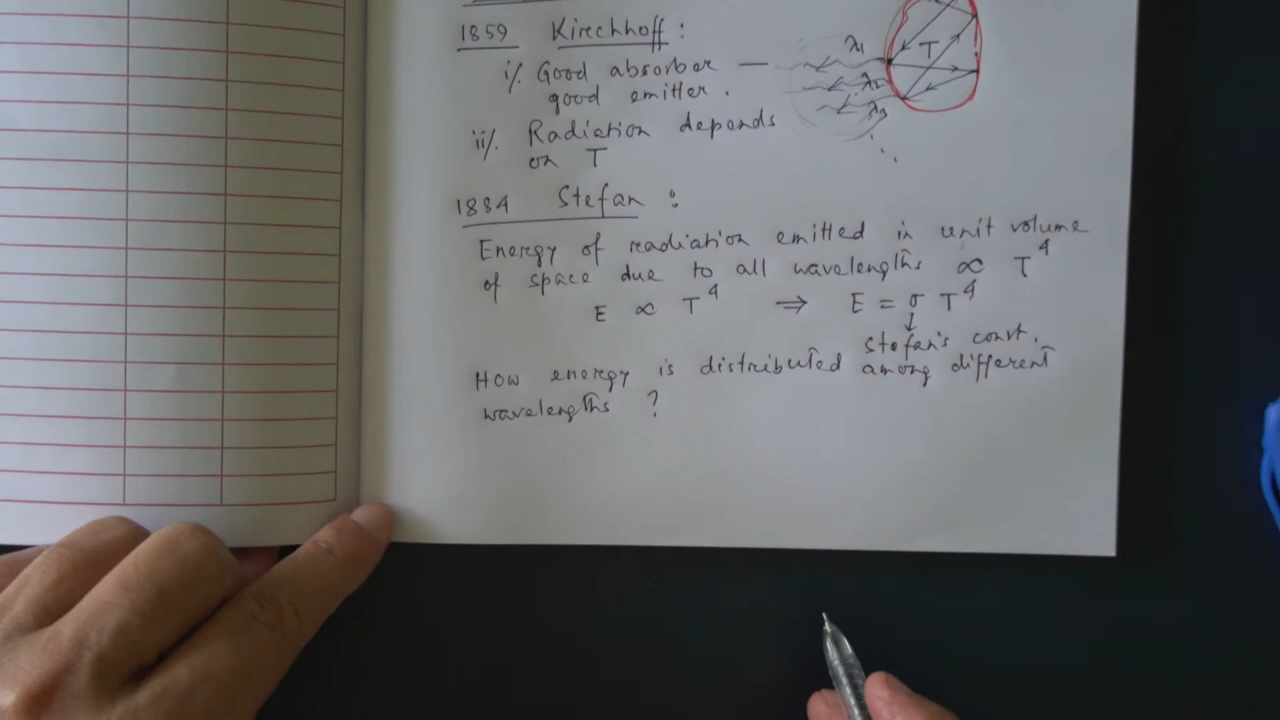 1859 Kirechhoff :
λ1
T
i/. Good absorber —
good emitter .
λ2
λ3
ii/. Radiation depends
on T
1884 Stefan :
Energy of readiation emitted in unit volume
of space due to all wavelengths ∝ T⁴
E ∝ T⁴ ⇒ E = σ T⁴
↓
Stefan's const.
How energy is distributed among different
wavelengths ?